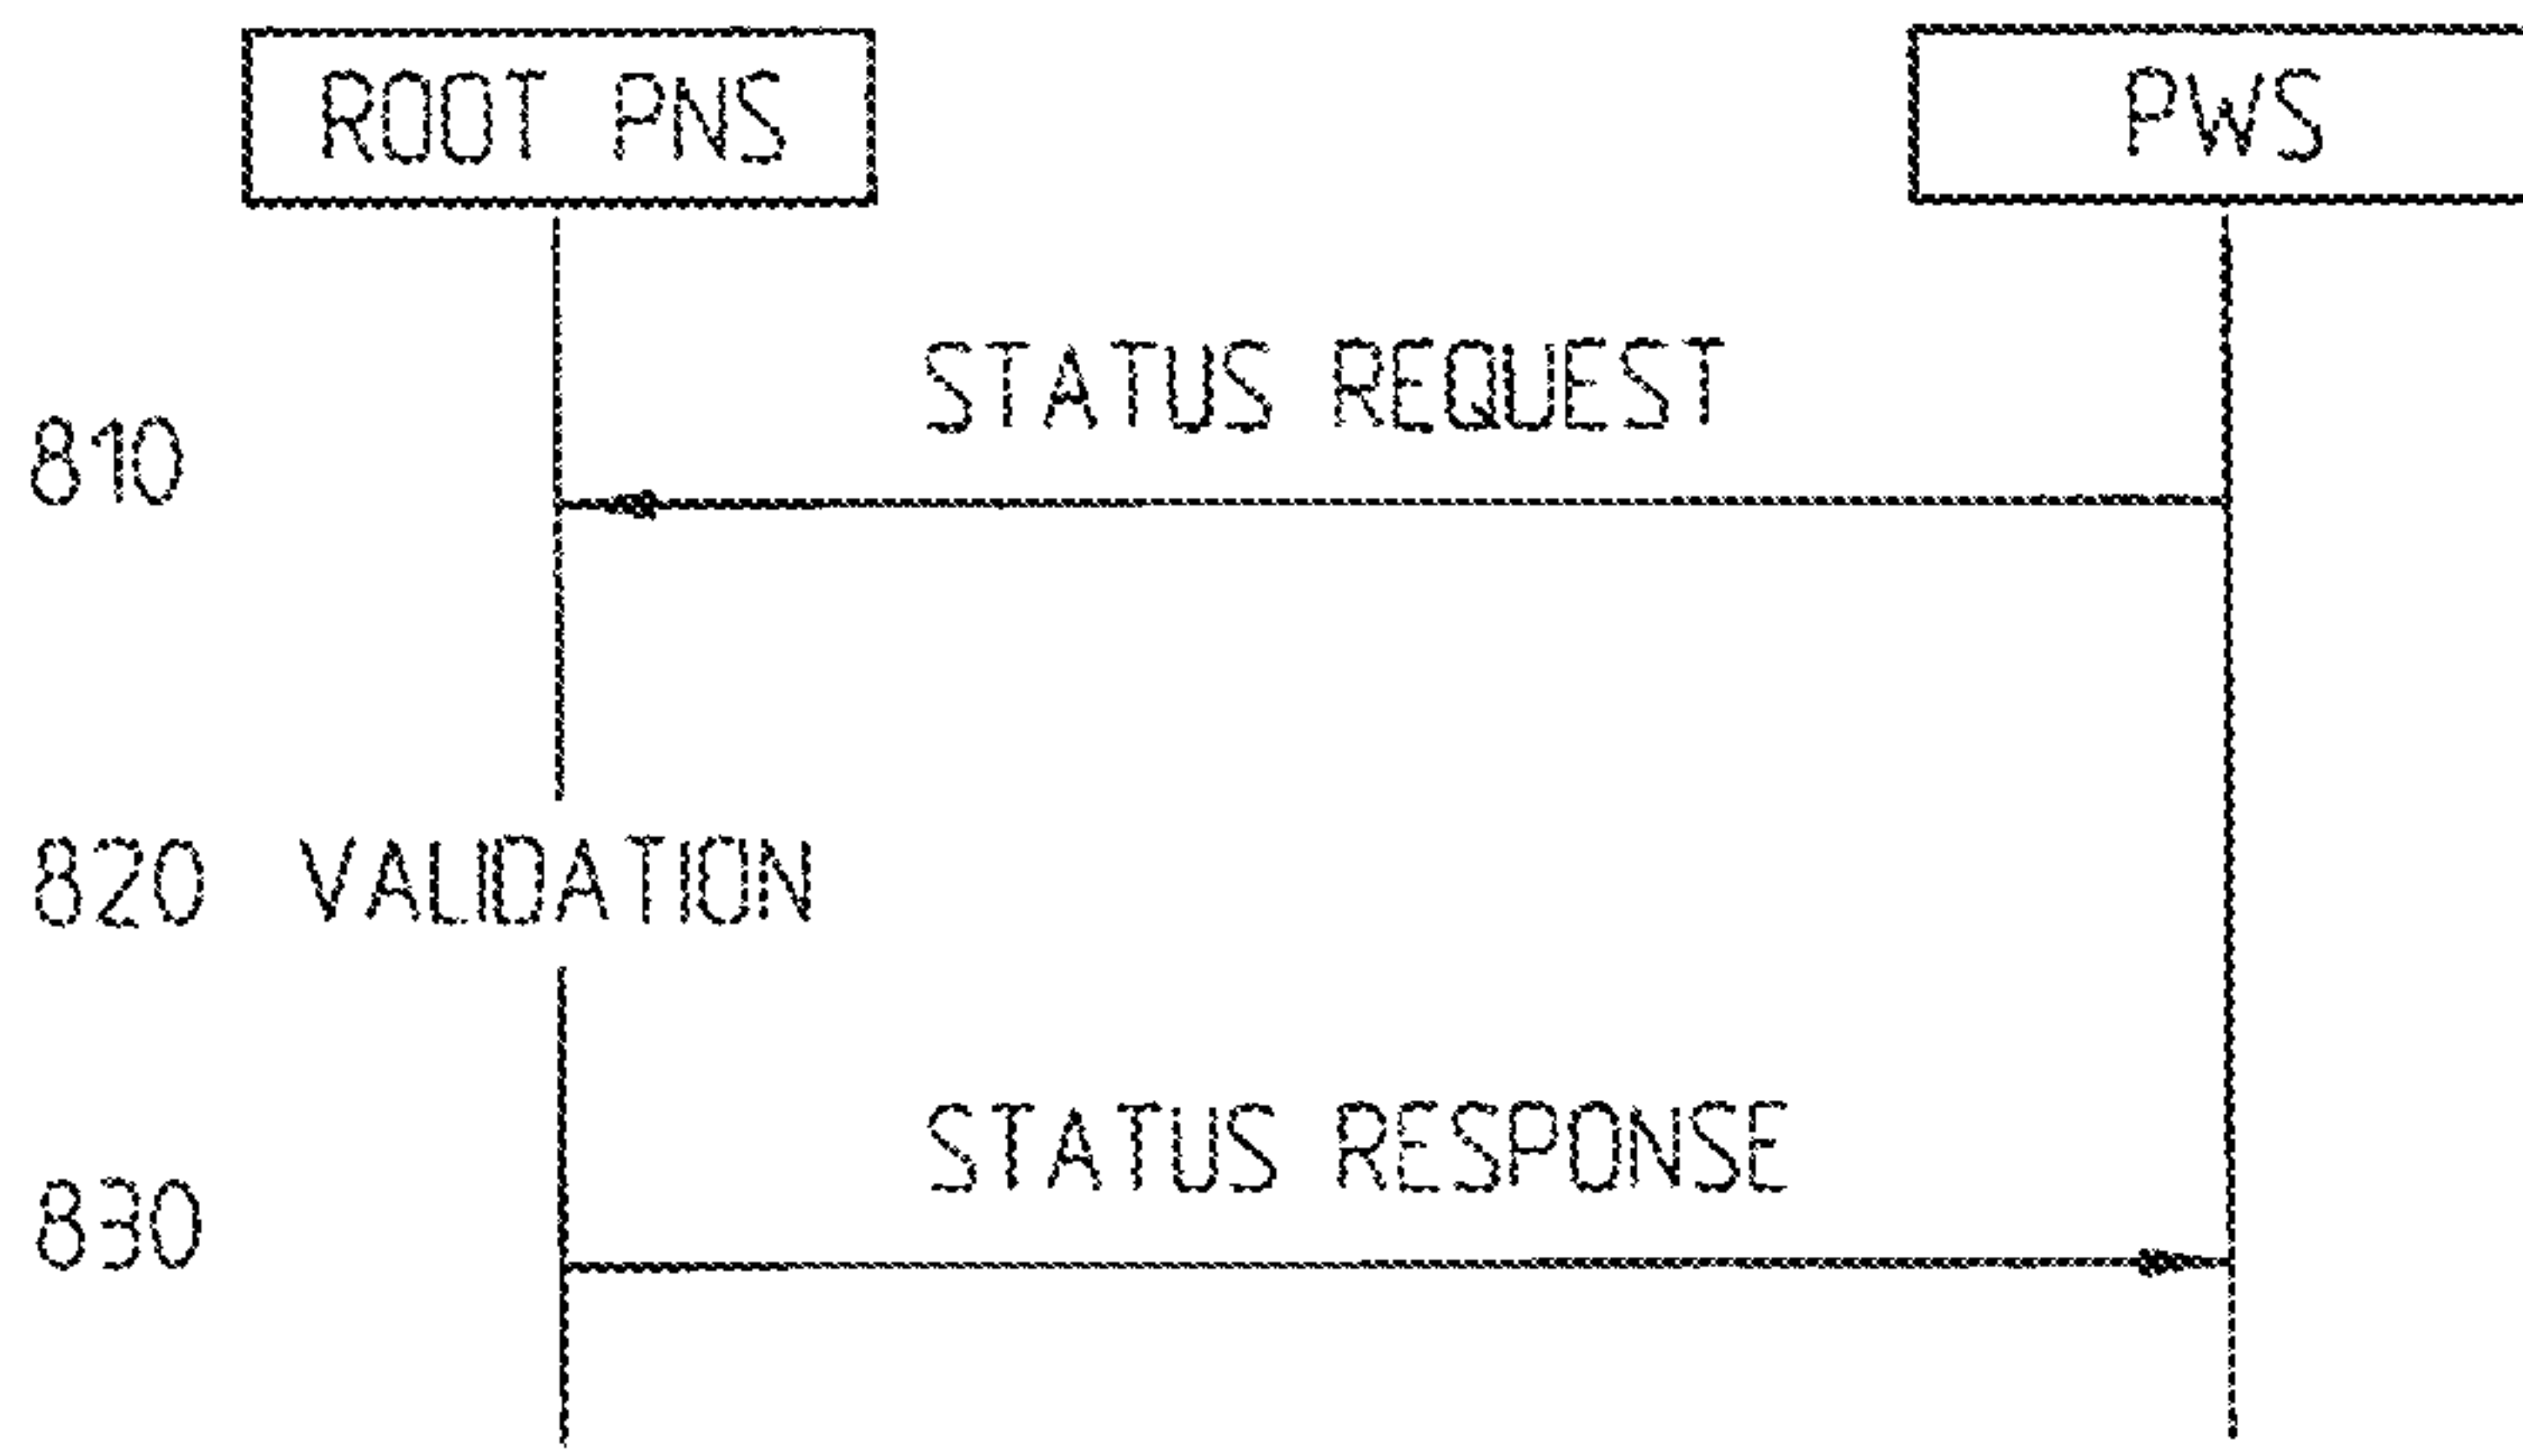 ROOT PNS
PWS
STATUS REQUEST
810
820 VALIDATION
STATUS RESPONSE
830